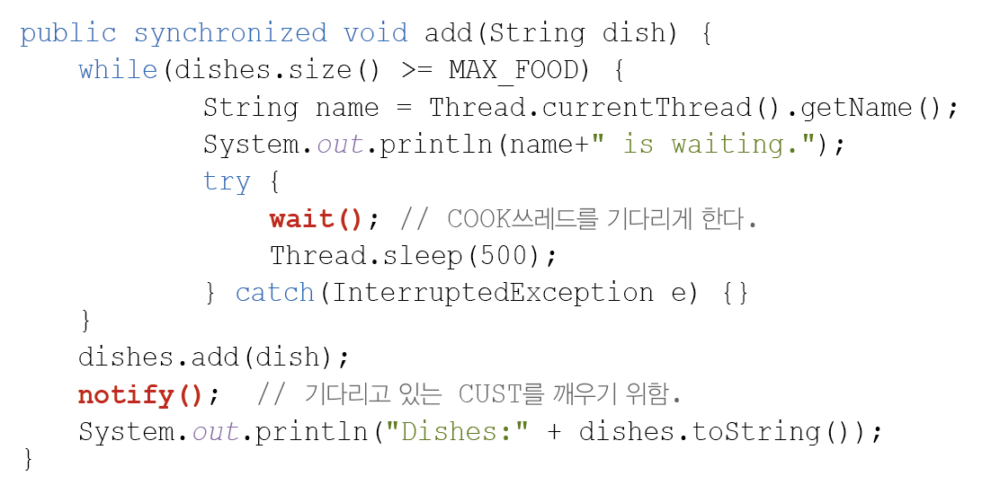 public synchronized void add(String dish) {
while(dishes.size() >= MAX_FOOD) {
String name = Thread.currentThread().getName();
System.out.println(name+" is waiting.");
try {
wait(); // COOK쓰레드를 기다리게 한다.
Thread.sleep(500);
} catch(InterruptedException e) {}
}
dishes.add(dish);
notify(); // 기다리고 있는 CUST를 깨우기 위함.
System.out.println("Dishes:" + dishes.toString());
}